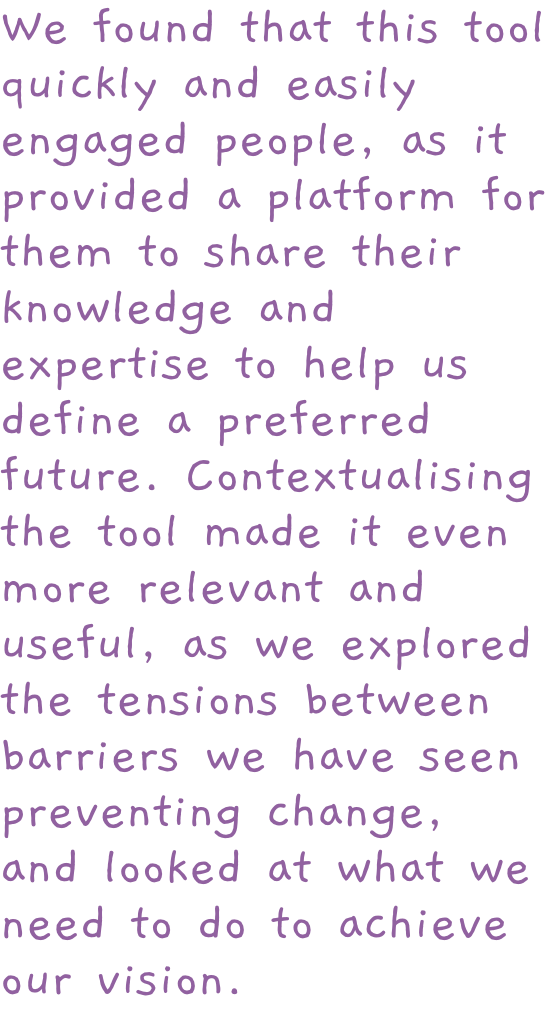 We found that this tool
quickly and easily
engaged people, as it
provided a platform for
them to share their
knowledge and
expertise to help us
define a preferred
future. Contextualising
the tool made it even
more relevant and
useful, as we explored
the tensions between
barriers we have seen
preventing change,
and looked at what we
need to do to achieve
our vision.